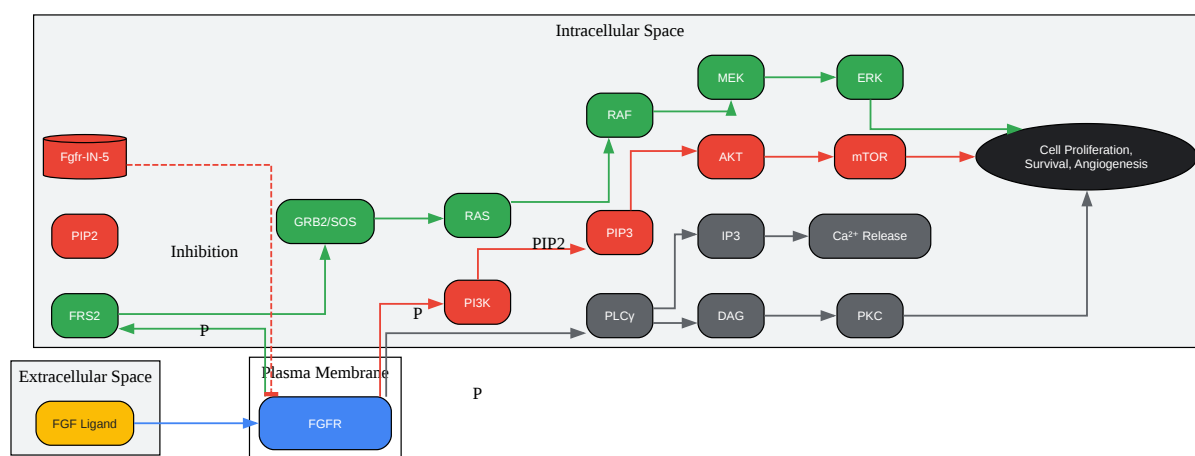 Intracellular Space
MEK
ERK
RAF
Fgfr-IN-5
AKT
mTOR
Cell Proliferation,
Survival, Angiogenesis
GRB2/SOS
RAS
PIP2
PIP3
IP3
Ca²⁺ Release
Inhibition
PIP2
PI3K
FRS2
P
P
PLCγ
DAG
PKC
Extracellular Space
Plasma Membrane
P
FGF Ligand
FGFR